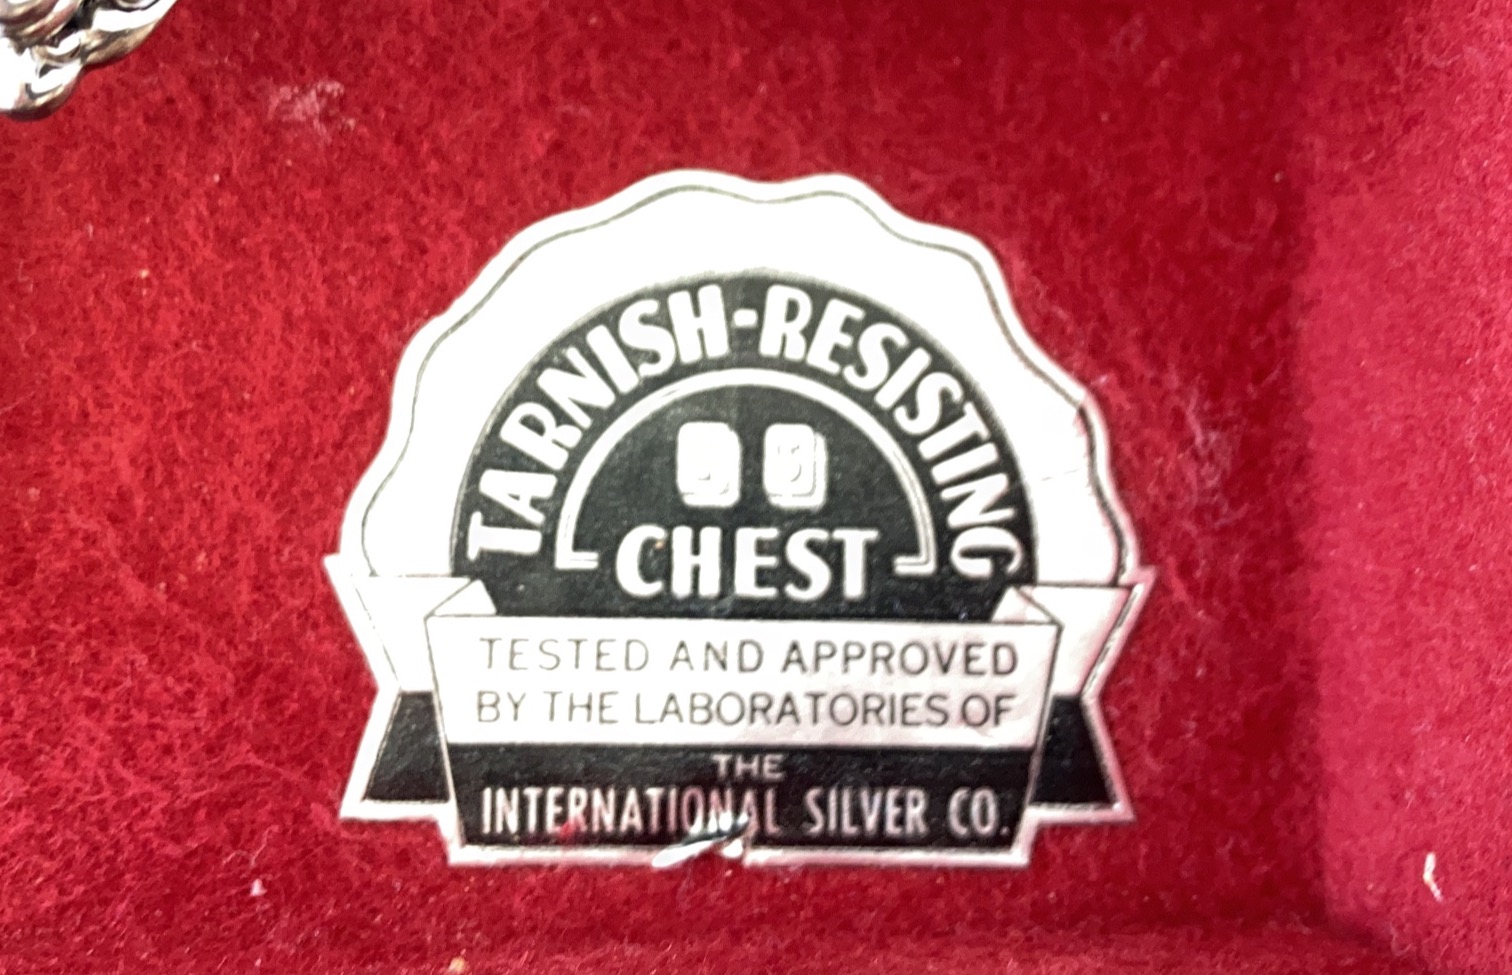 TARNISH-RESISTING
CHEST
TESTED AND APPROVED
BY THE LABORATORIES OF
THE
INTERNATIONAL SILVER CO.